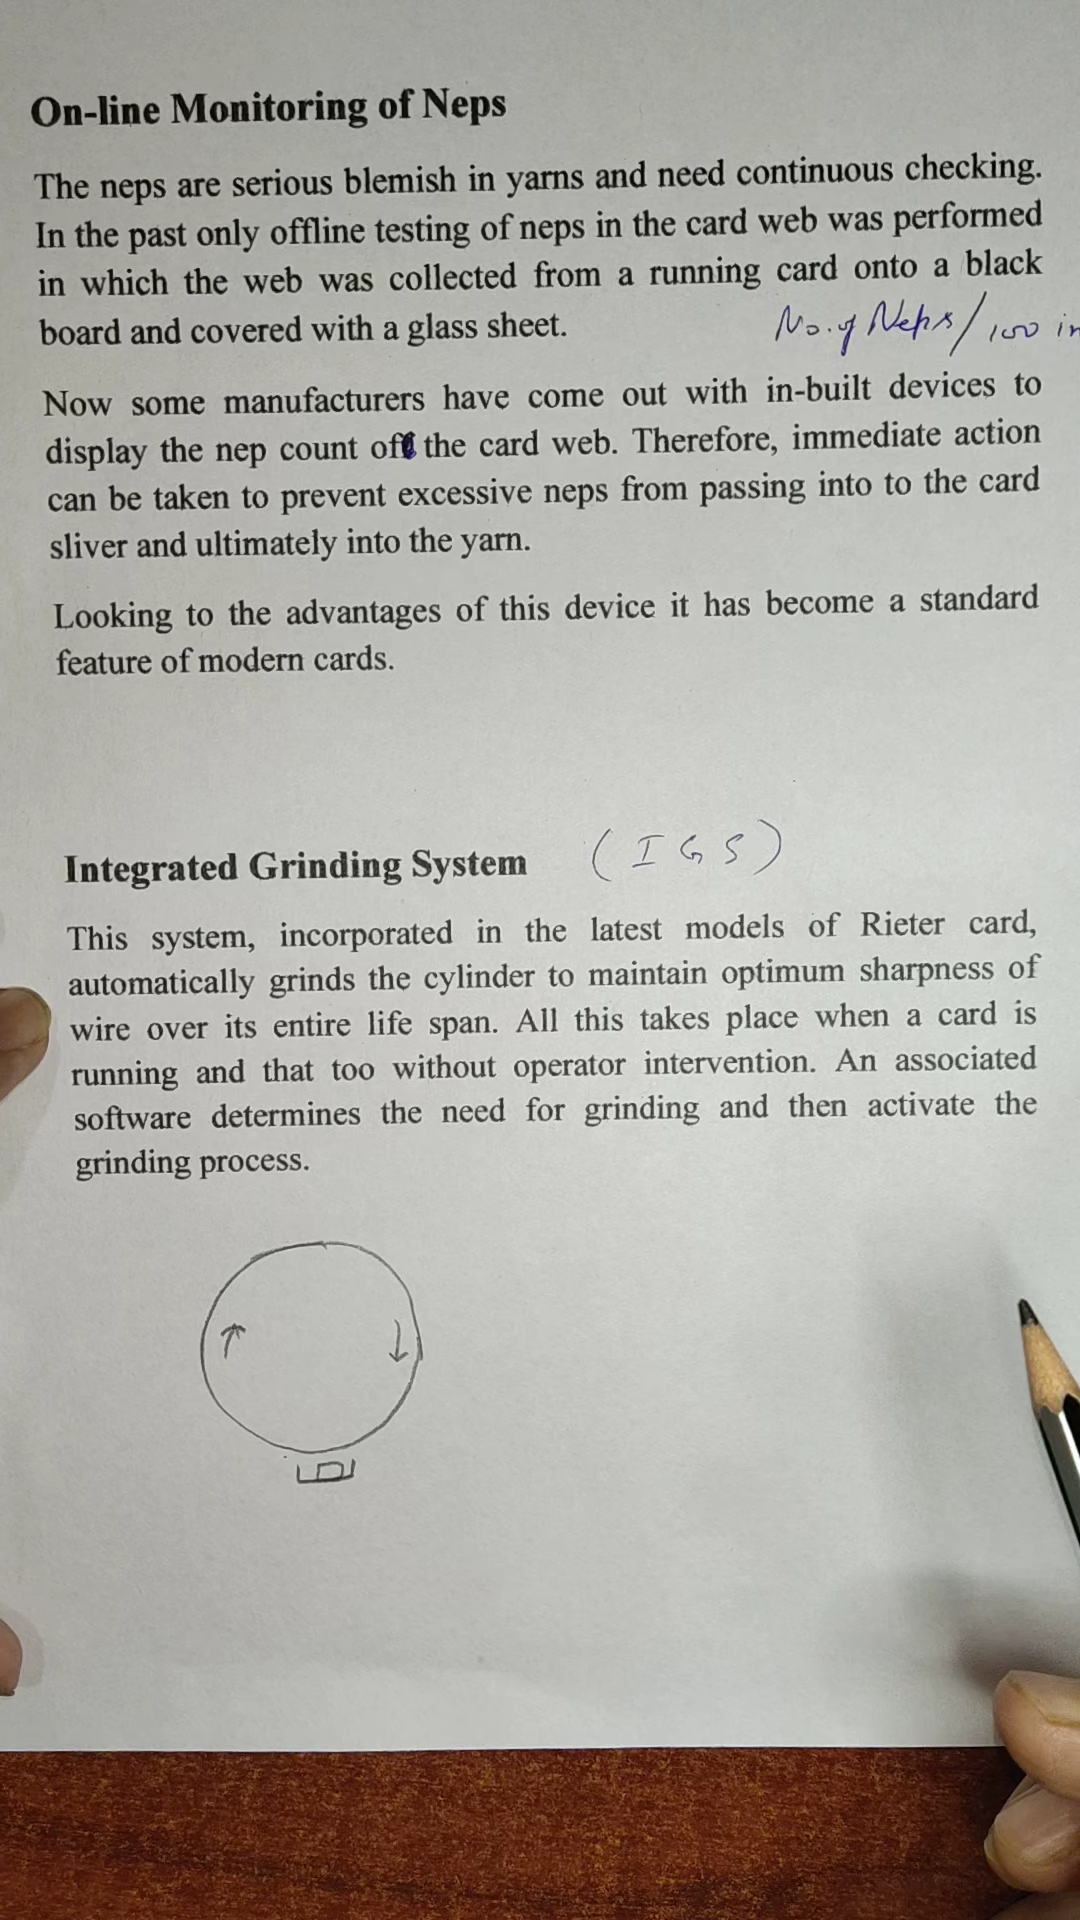 On-line Monitoring of Neps
The neps are serious blemish in yarns and need continuous checking.
In the past only offline testing of neps in the card web was performed
in which the web was collected from a running card onto a black
board and covered with a glass sheet.
No. of Neps/100 in
Now some manufacturers have come out with in-built devices to
display the nep count of the card web. Therefore, immediate action
can be taken to prevent excessive neps from passing into to the card
sliver and ultimately into the yarn.
Looking to the advantages of this device it has become a standard
feature of modern cards.
Integrated Grinding System (IGS)
This system, incorporated in the latest models of Rieter card,
automatically grinds the cylinder to maintain optimum sharpness of
wire over its entire life span. All this takes place when a card is
running and that too without operator intervention. An associated
software determines the need for grinding and then activate the
grinding process.